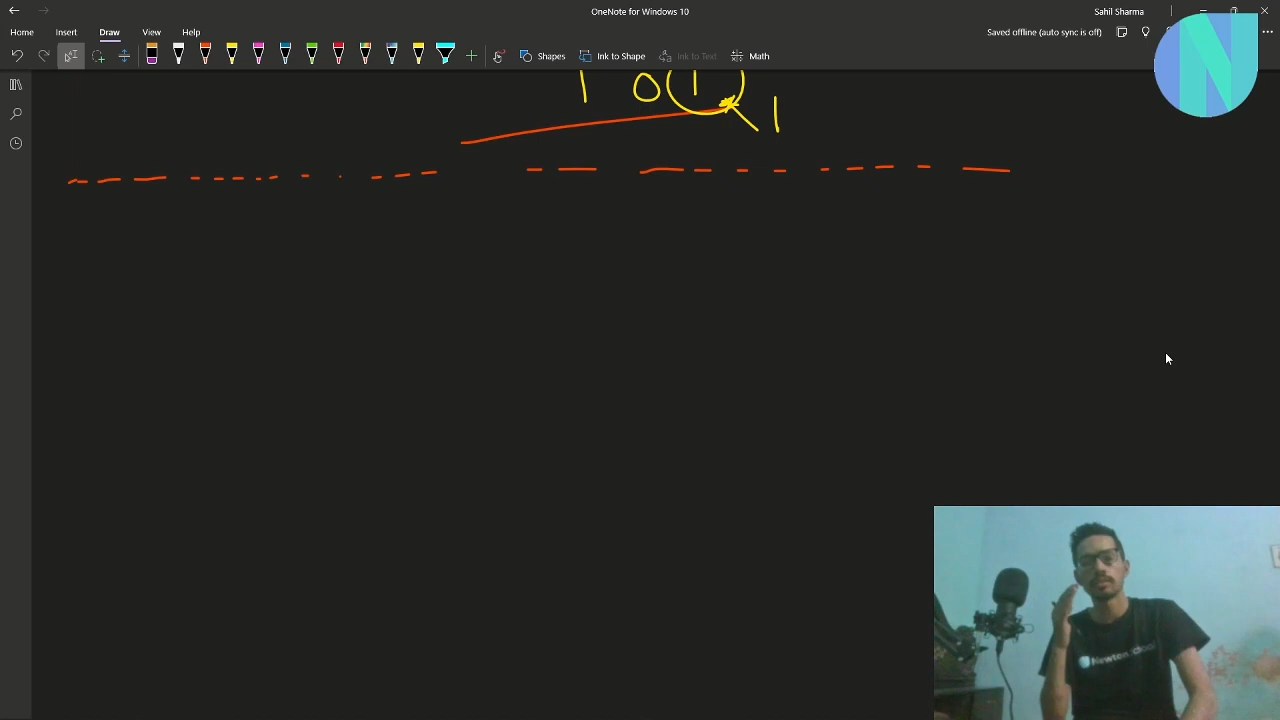 OneNote for Windows 10
Sahil Sharma
Home Insert Draw View Help
Saved offline (auto sync is off)
Shapes Ink to Shape Ink to Text Math
1 0 1
1
Newton